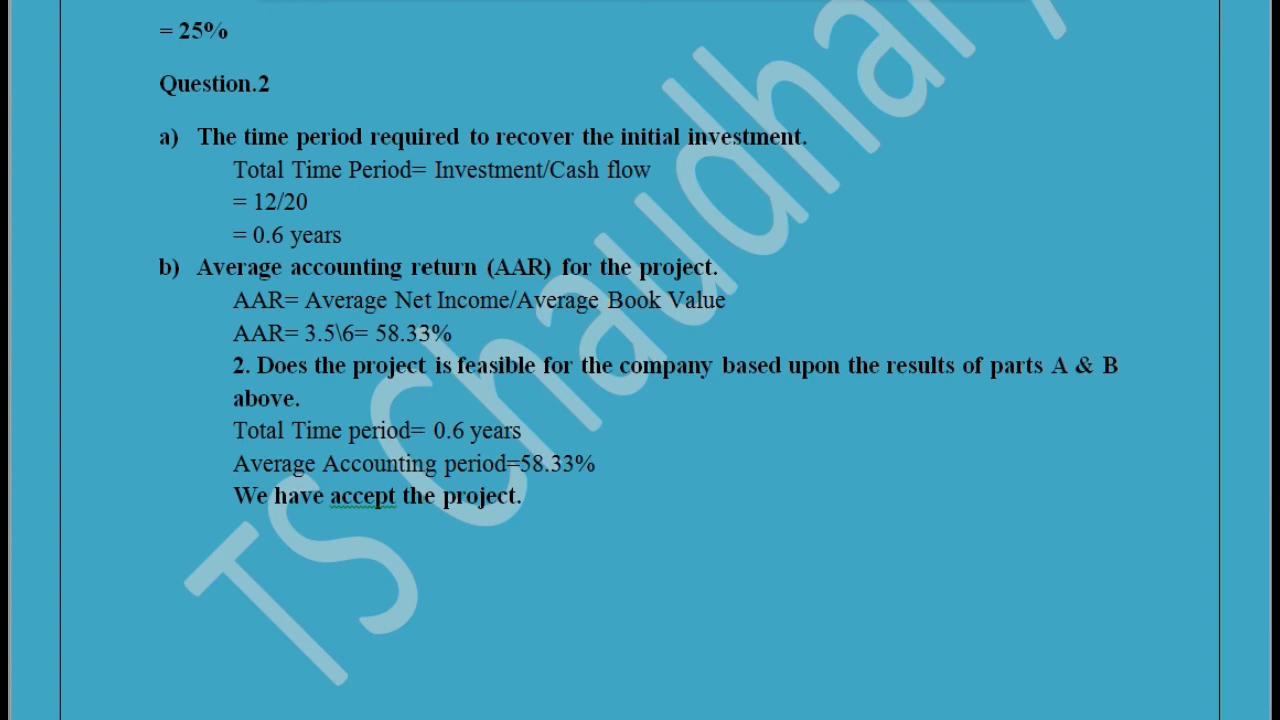 = 25%
Question.2
a) The time period required to recover the initial investment.
Total Time Period= Investment/Cash flow
= 12/20
= 0.6 years
b) Average accounting return (AAR) for the project.
AAR= Average Net Income/Average Book Value
AAR= 3.5\6= 58.33%
2. Does the project is feasible for the company based upon the results of parts A & B
above.
Total Time period= 0.6 years
Average Accounting period=58.33%
We have accept the project.
TS Chaudhary